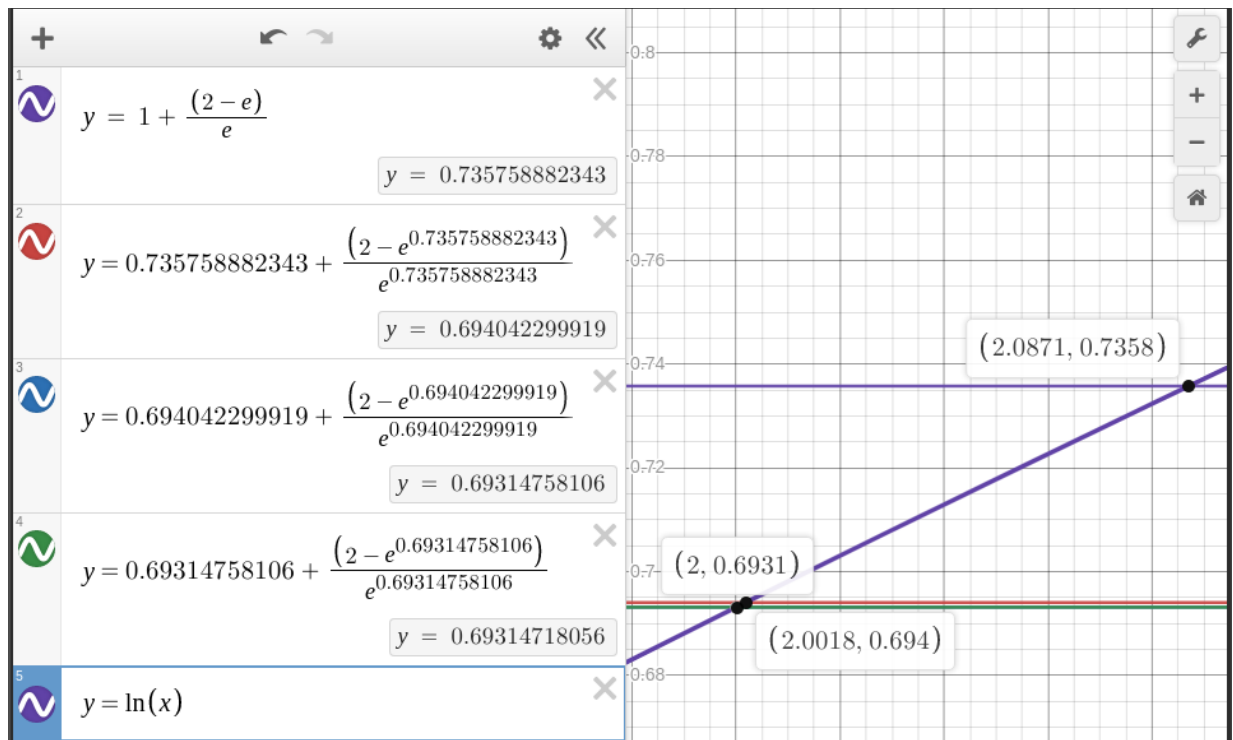 1
y = 1 + (2 − e)/e
y = 0.735758882343
2
y = 0.735758882343 + (2 − e^0.735758882343)/e^0.735758882343
y = 0.694042299919
3
y = 0.694042299919 + (2 − e^0.694042299919)/e^0.694042299919
y = 0.69314758106
4
y = 0.69314758106 + (2 − e^0.69314758106)/e^0.69314758106
y = 0.69314718056
5
y = ln(x)
0.8
0.78
0.76
(2.0871, 0.7358)
0.74
0.72
(2, 0.6931)
0.7
(2.0018, 0.694)
0.68